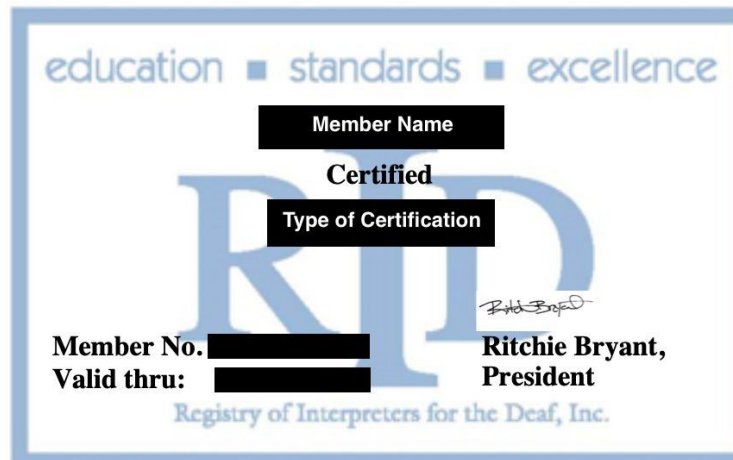 education ■ standards ■ excellence
Member Name
Certified
Type of Certification
RID
Member No.
Valid thru:
Ritchie Bryant,
President
Registry of Interpreters for the Deaf, Inc.